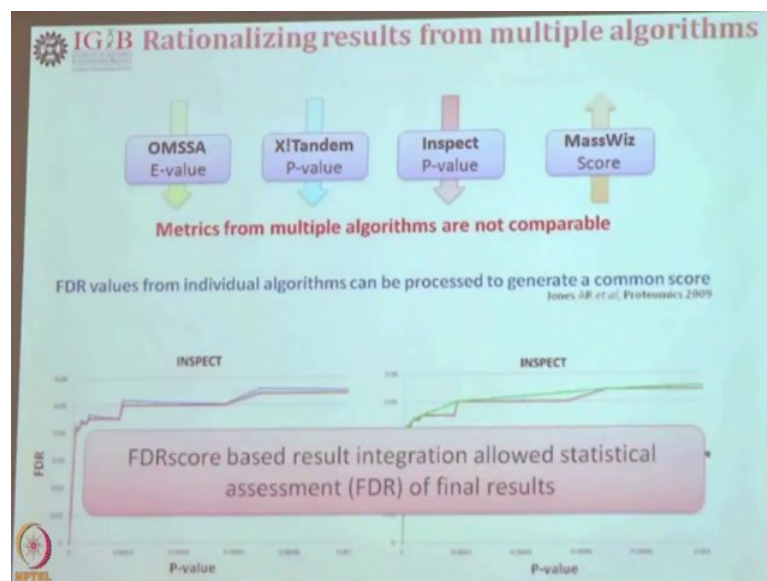 IGIB Rationalizing results from multiple algorithms
OMSSA
E-value
X!Tandem
P-value
Inspect
P-value
MassWiz
Score
Metrics from multiple algorithms are not comparable
FDR values from individual algorithms can be processed to generate a common score
Jones AR et al, Proteomics 2009
INSPECT
INSPECT
FDR
FDRscore based result integration allowed statistical
assessment (FDR) of final results
P-value
P-value
NPTEL